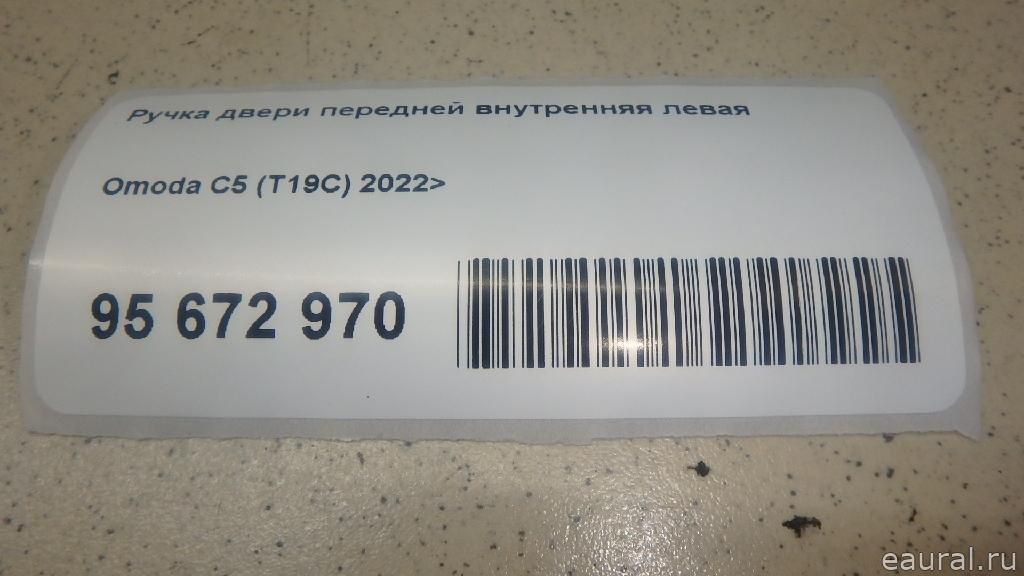 Ручка двери передней внутренняя левая
Omoda C5 (T19C) 2022>
95 672 970
eaural.ru